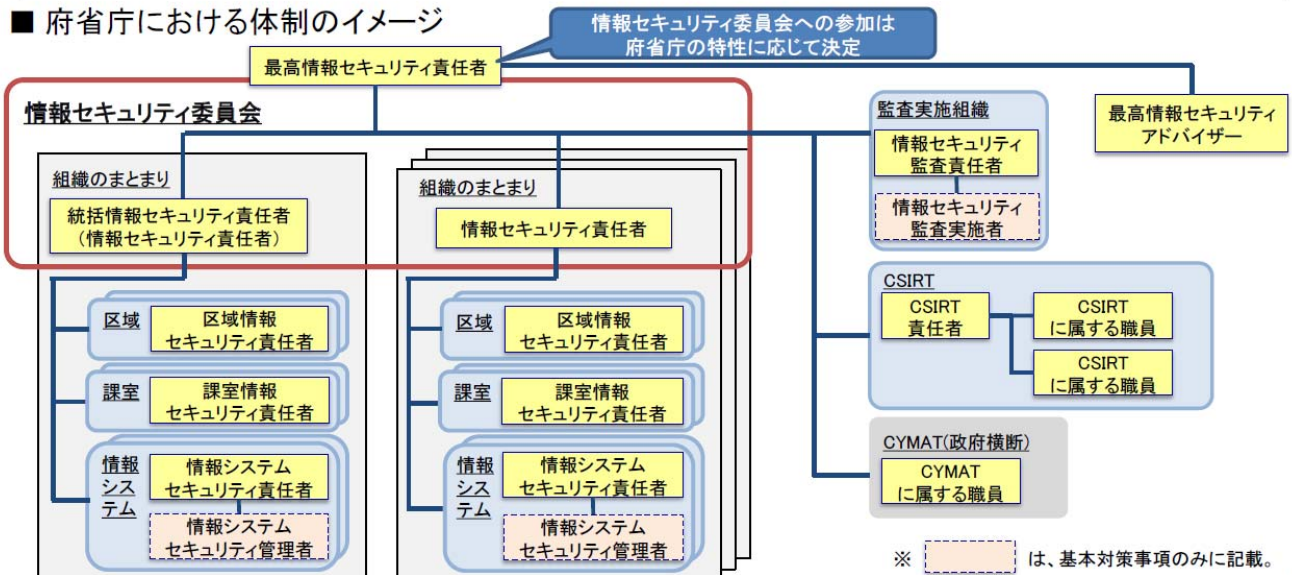 ■ 府省庁における体制のイメージ
情報セキュリティ委員会への参加は
府省庁の特性に応じて決定
最高情報セキュリティ責任者
情報セキュリティ委員会
組織のまとまり
統括情報セキュリティ責任者
(情報セキュリティ責任者)
区域
区域情報
セキュリティ責任者
課室
課室情報
セキュリティ責任者
情報
シス
テム
情報システム
セキュリティ責任者
情報システム
セキュリティ管理者
組織のまとまり
情報セキュリティ責任者
区域
区域情報
セキュリティ責任者
課室
課室情報
セキュリティ責任者
情報
シス
テム
情報システム
セキュリティ責任者
情報システム
セキュリティ管理者
監査実施組織
情報セキュリティ
監査責任者
情報セキュリティ
監査実施者
最高情報セキュリティ
アドバイザー
CSIRT
CSIRT
責任者
CSIRT
に属する職員
CSIRT
に属する職員
CYMAT(政府横断)
CYMAT
に属する職員
※ は、基本対策事項のみに記載。